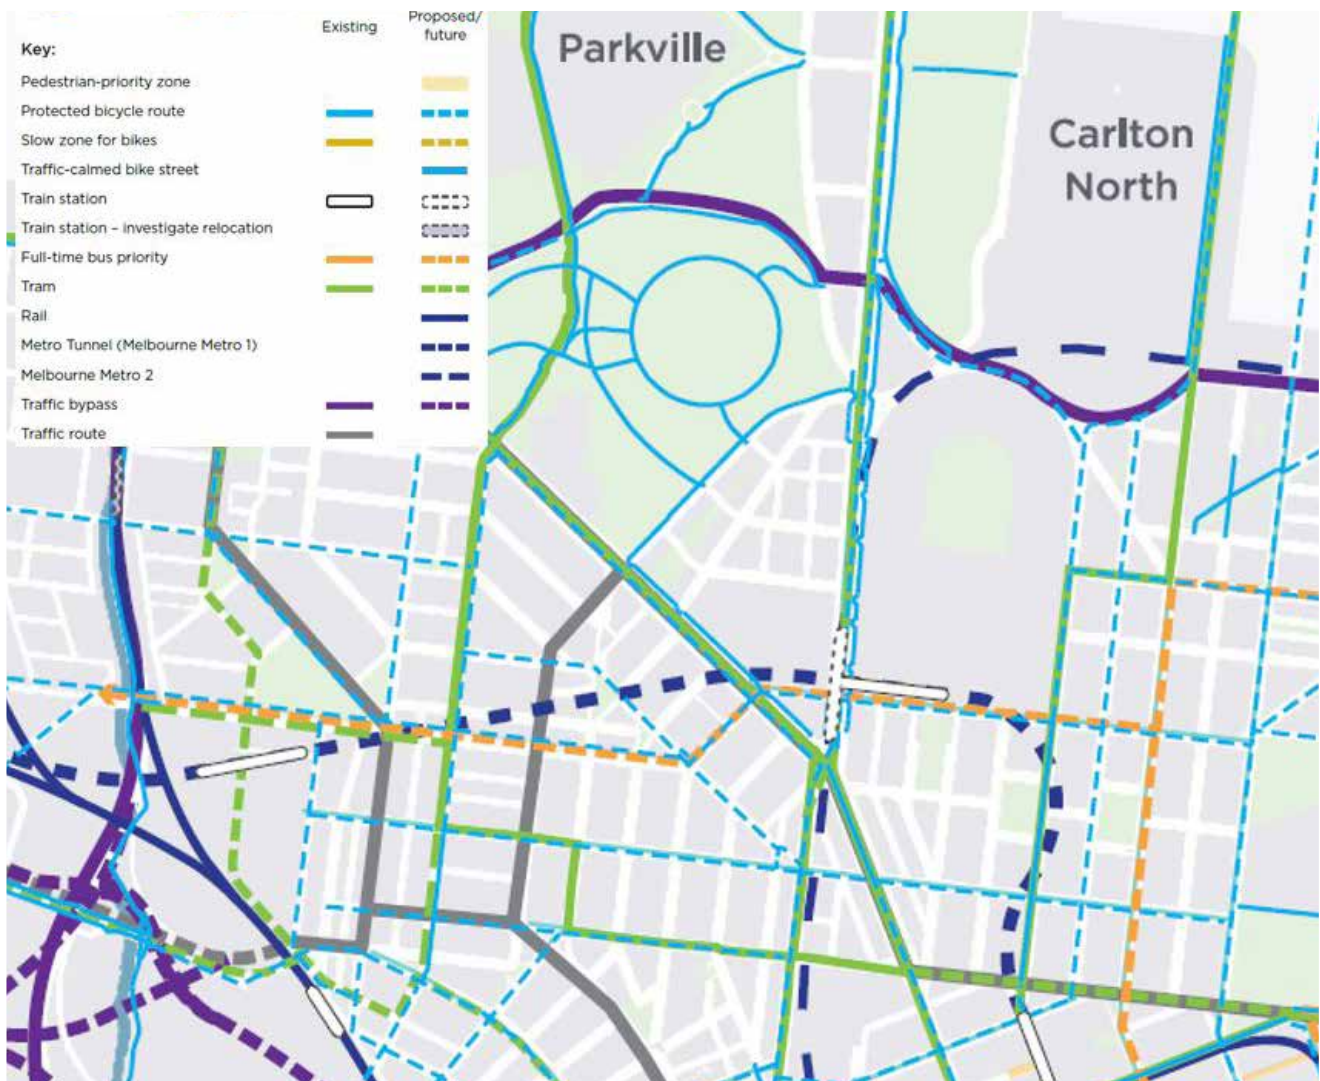 Parkville
Carlton
North
Existing
Proposed/
future
Key:
Pedestrian-priority zone
Protected bicycle route
Slow zone for bikes
Traffic-calmed bike street
Train station
Train station – investigate relocation
Full-time bus priority
Tram
Rail
Metro Tunnel (Melbourne Metro 1)
Melbourne Metro 2
Traffic bypass
Traffic route